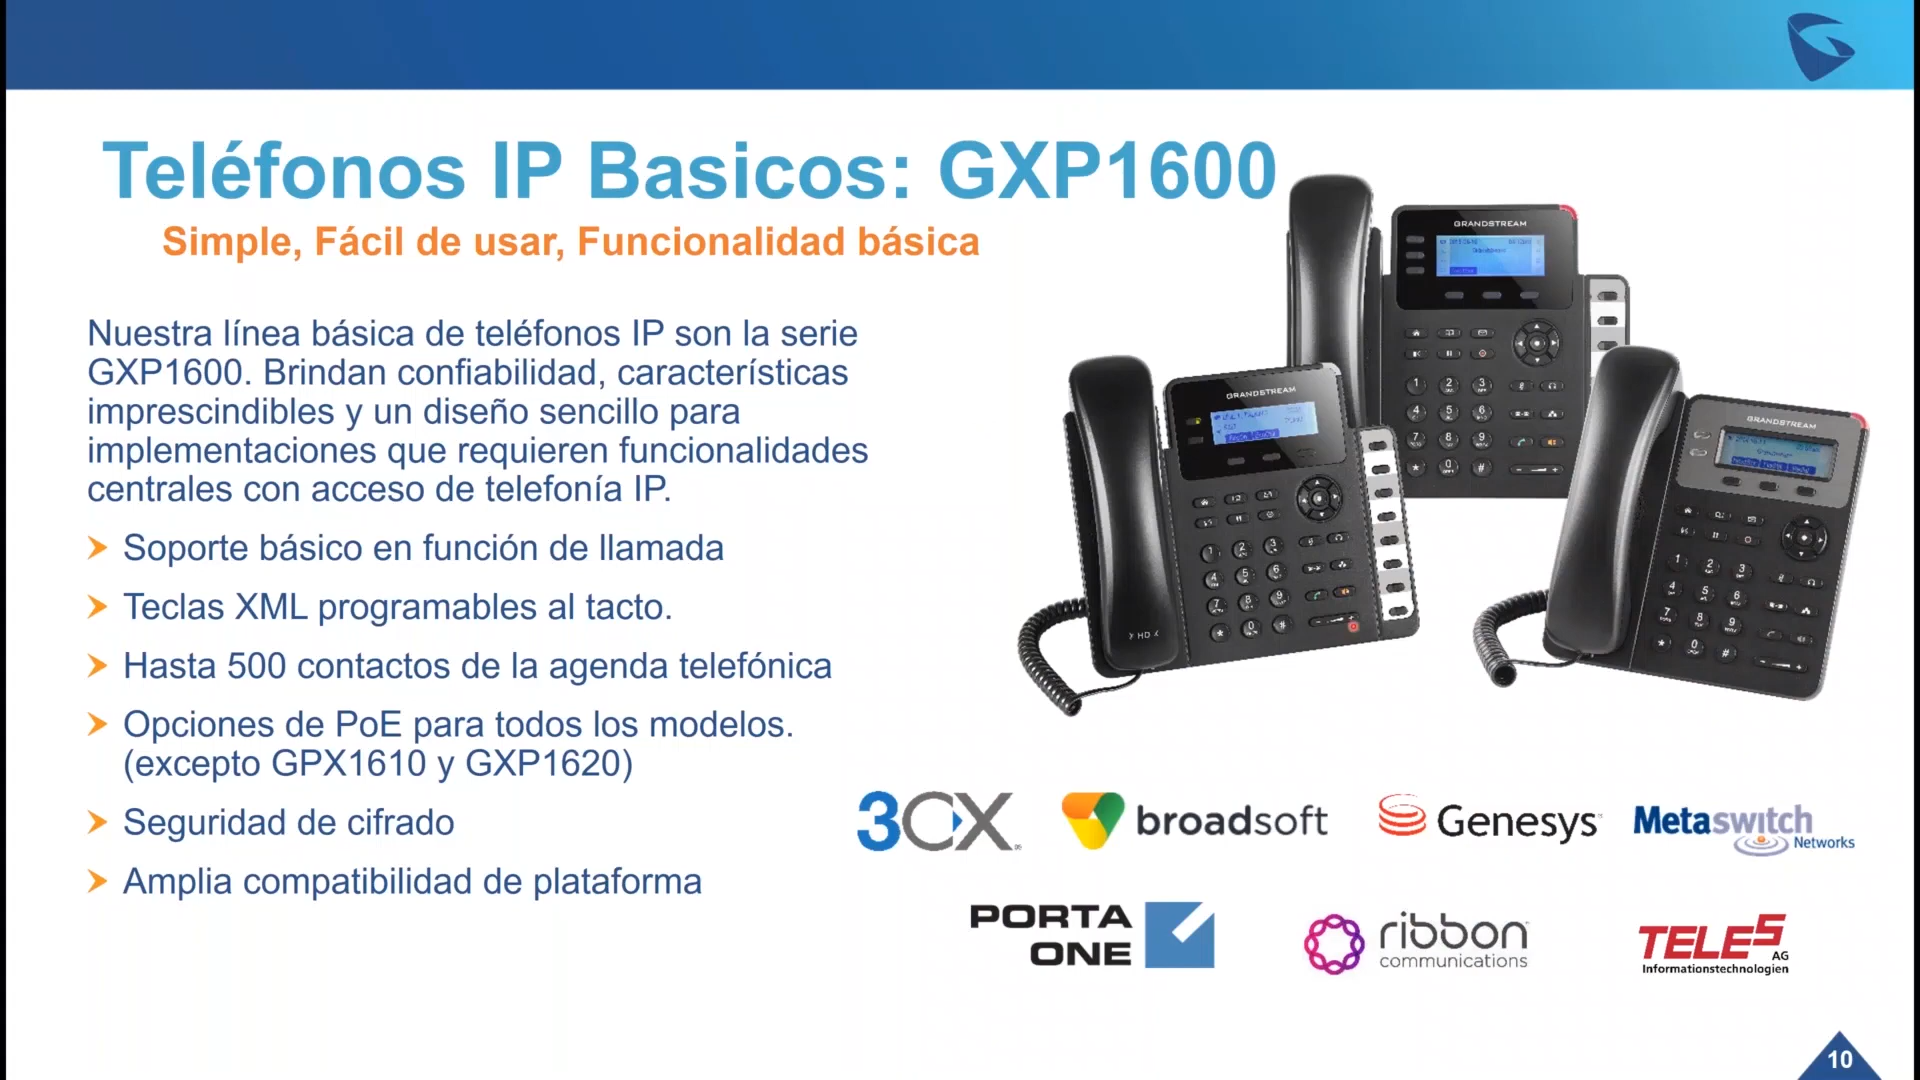 Teléfonos IP Basicos: GXP1600
Simple, Fácil de usar, Funcionalidad básica
Nuestra línea básica de teléfonos IP son la serie
GXP1600. Brindan confiabilidad, características
imprescindibles y un diseño sencillo para
implementaciones que requieren funcionalidades
centrales con acceso de telefonía IP.
Soporte básico en función de llamada
Teclas XML programables al tacto.
Hasta 500 contactos de la agenda telefónica
Opciones de PoE para todos los modelos.
(excepto GPX1610 y GXP1620)
Seguridad de cifrado
Amplia compatibilidad de plataforma
GRANDSTREAM
GRANDSTREAM
GRANDSTREAM
HD
3CX
broadsoft
Genesys
Metaswitch
Networks
PORTA
ONE
ribbon
communications
TELES
AG
Informationstechnologien
10